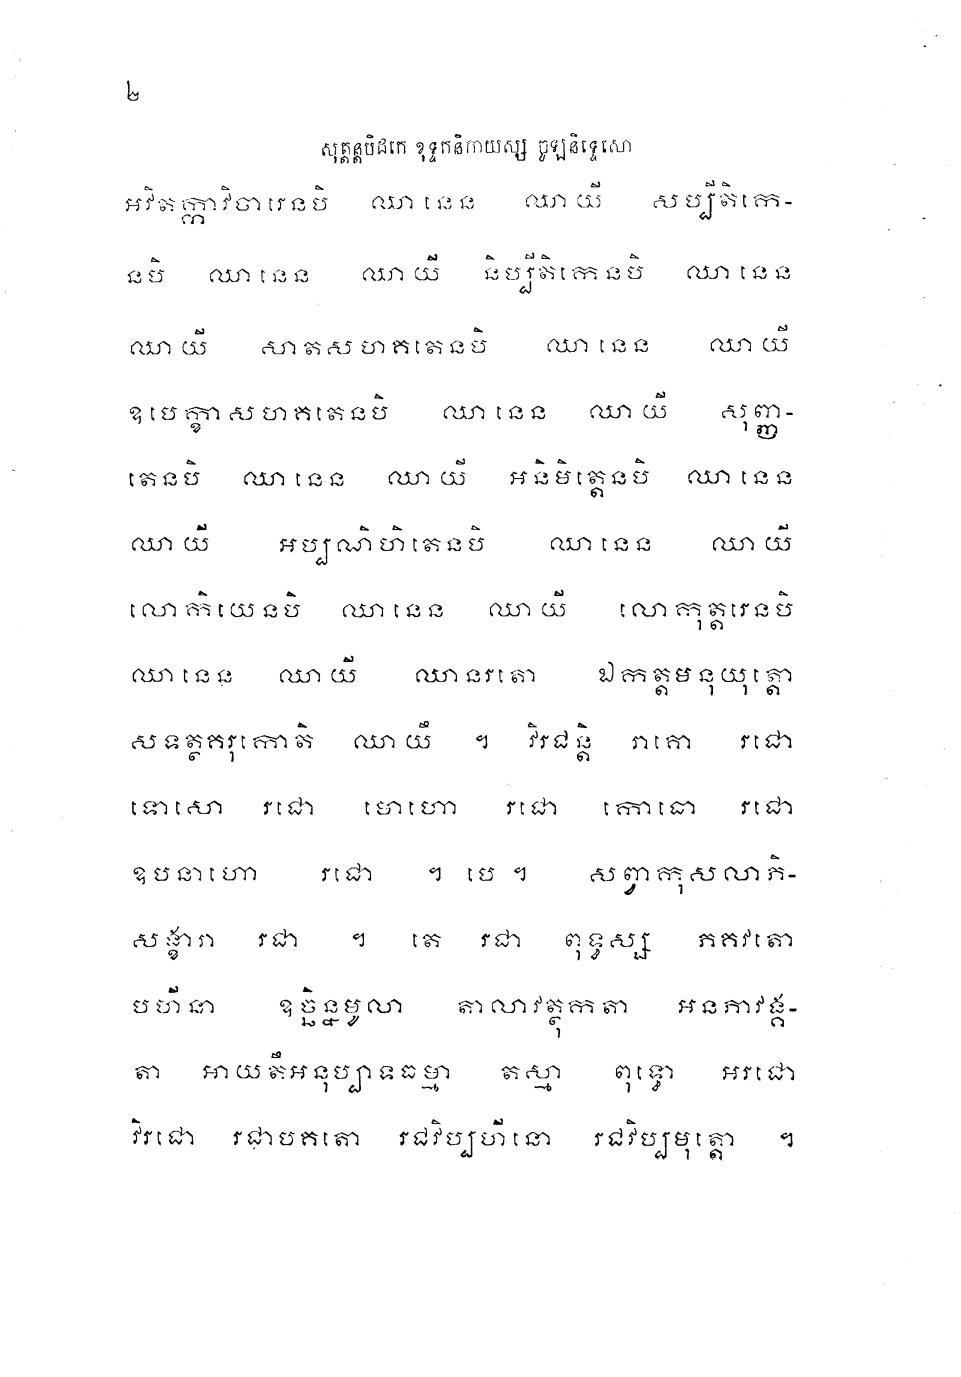 ២
សុត្តន្តបិដកេ ខុទ្ទកនិកាយស្ស ចូឡនិទ្ទេសោ
អវិតក្កាវិចារេនបិ ឈានេន ឈាយី សប្បីតិកេ-
នបិ ឈានេន ឈាយី និប្បីតិកេនបិ ឈានេន
ឈាយី សាតសហគតេនបិ ឈានេន ឈាយី
ឧបេក្ខាសហគតេនបិ ឈានេន ឈាយី សុញ្ញ-
តេនបិ ឈានេន ឈាយី អនិមិត្តេនបិ ឈានេន
ឈាយី អប្បណិហិតេនបិ ឈានេន ឈាយី
លោកិយេនបិ ឈានេន ឈាយី លោកុត្តរេនបិ
ឈានេន ឈាយី ឈានរតោ ឯកត្តមនុយុត្តោ
សទត្ថគរុកោតិ ឈាយឹ ។ វិរជន្តិ រាគោ រជោ
ទោសោ រជោ មោហោ រជោ កោធោ រជោ
ឧបនាហោ រជោ ។ បេ ។ សព្វាកុសលាភិ-
សង្ខារា រជា ។ តេ រជា ពុទ្ធស្ស ភគវតោ
បហីនា ឧច្ឆិន្នមូលា តាលាវត្ថុកតា អនភាវង្គ-
តា អាយតឹអនុប្បាទធម្មា តស្មា ពុទ្ធោ អរជោ
វិរជោ រជាបគតោ រជវិប្បហីនោ រជវិប្បមុត្តោ ។